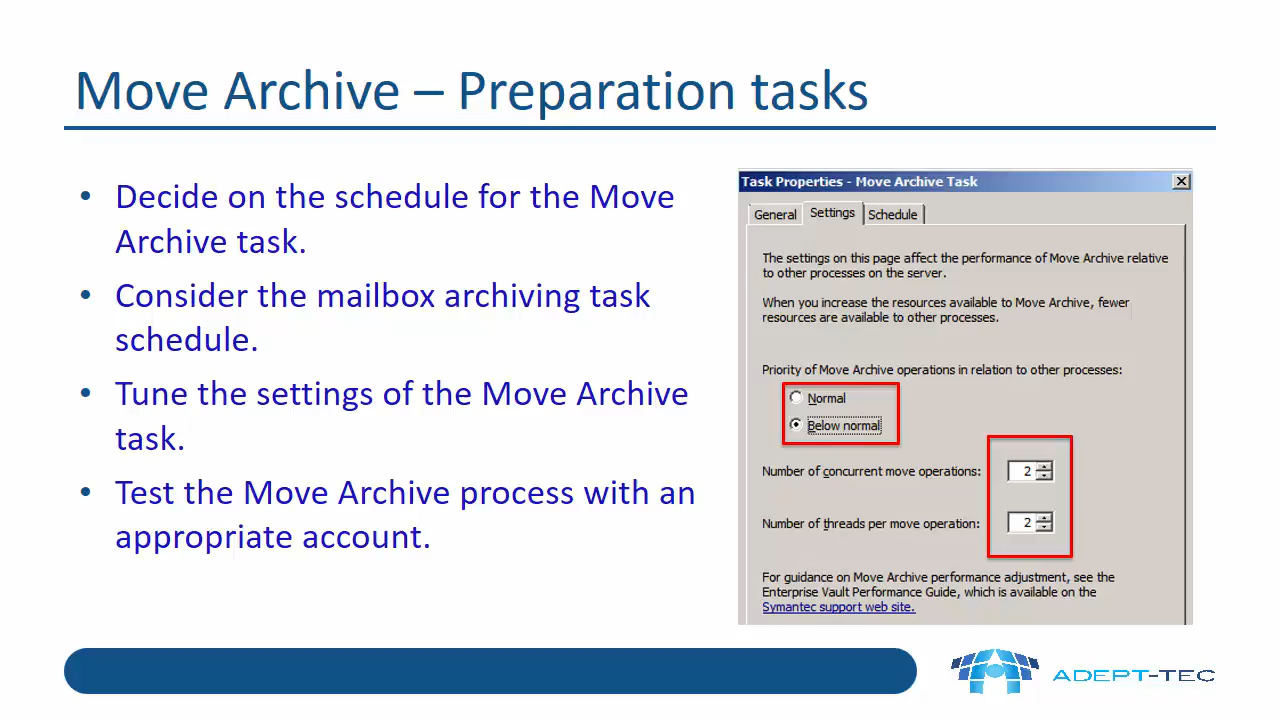 Move Archive – Preparation tasks
• Decide on the schedule for the Move
Archive task.
• Consider the mailbox archiving task
schedule.
• Tune the settings of the Move Archive
task.
• Test the Move Archive process with an
appropriate account.
Task Properties - Move Archive Task
General Settings Schedule
The settings on this page affect the performance of Move Archive relative
to other processes on the server.
When you increase the resources available to Move Archive, fewer
resources are available to other processes.
Priority of Move Archive operations in relation to other processes:
Normal
Below normal
Number of concurrent move operations: 2
Number of threads per move operation: 2
For guidance on Move Archive performance adjustment, see the
Enterprise Vault Performance Guide, which is available on the
Symantec support web site.
ADEPT-TEC